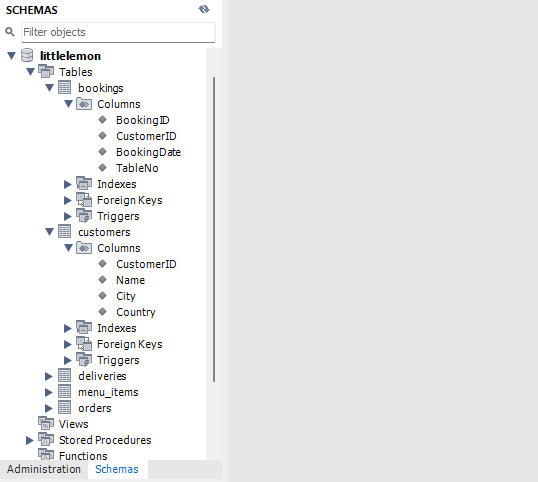 SCHEMAS
Filter objects
littlelemon
Tables
bookings
Columns
BookingID
CustomerID
BookingDate
TableNo
Indexes
Foreign Keys
Triggers
customers
Columns
CustomerID
Name
City
Country
Indexes
Foreign Keys
Triggers
deliveries
menu_items
orders
Views
Stored Procedures
Functions
Administration Schemas